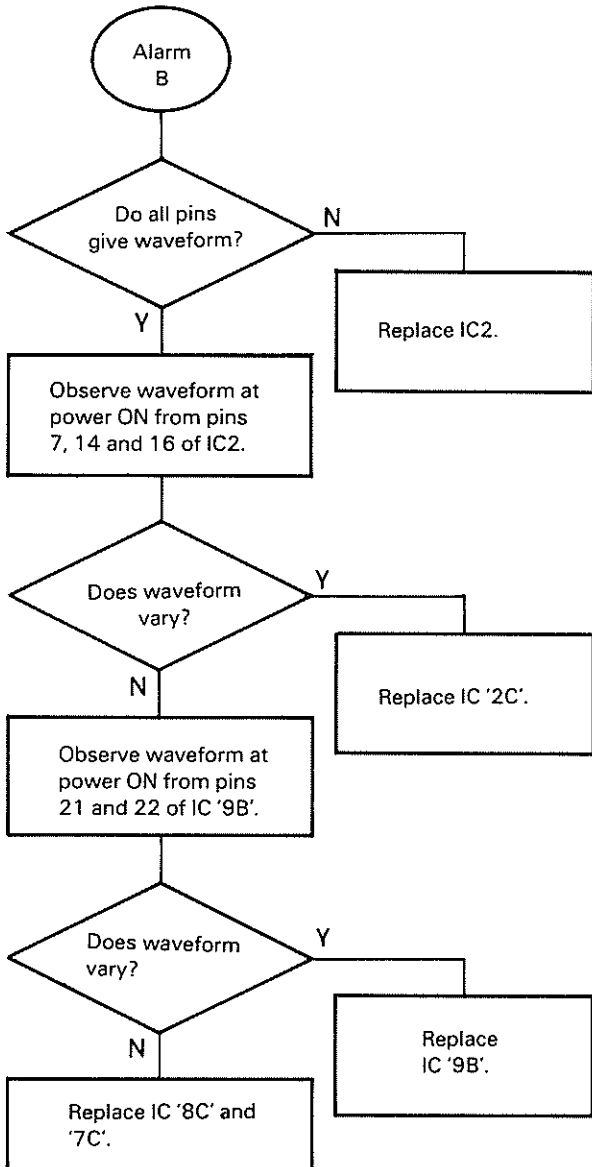 Alarm
B
Do all pins
give waveform?
N
Y
Replace IC2.
Observe waveform at
power ON from pins
7, 14 and 16 of IC2.
Does waveform
vary?
Y
N
Replace IC '2C'.
Observe waveform at
power ON from pins
21 and 22 of IC '9B'.
Does waveform
vary?
Y
N
Replace
IC '9B'.
Replace IC '8C' and
'7C'.